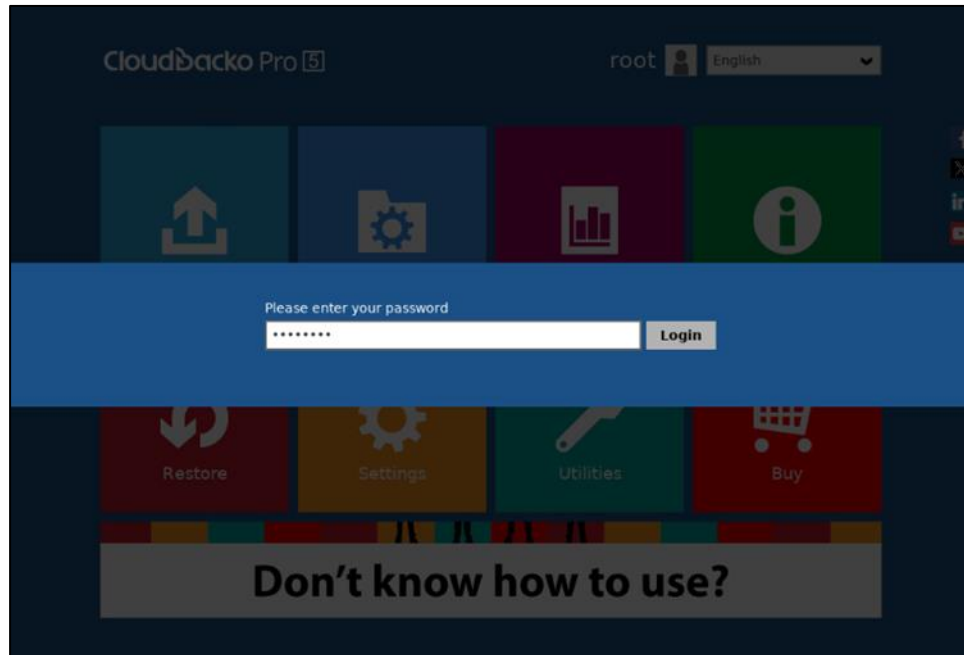 Cloudbacko Pro 5
root
English
Please enter your password
••••••••
Login
Restore
Settings
Utilities
Buy
Don't know how to use?